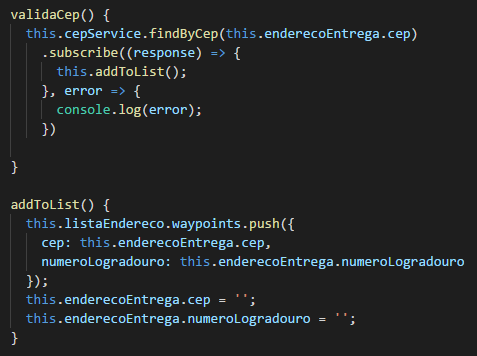 validaCep() {
  this.cepService.findByCep(this.enderecoEntrega.cep)
    .subscribe((response) => {
      this.addToList();
    }, error => {
      console.log(error);
    })

}

addToList() {
  this.listaEndereco.waypoints.push({
    cep: this.enderecoEntrega.cep,
    numeroLogradouro: this.enderecoEntrega.numeroLogradouro
  });
  this.enderecoEntrega.cep = '';
  this.enderecoEntrega.numeroLogradouro = '';
}